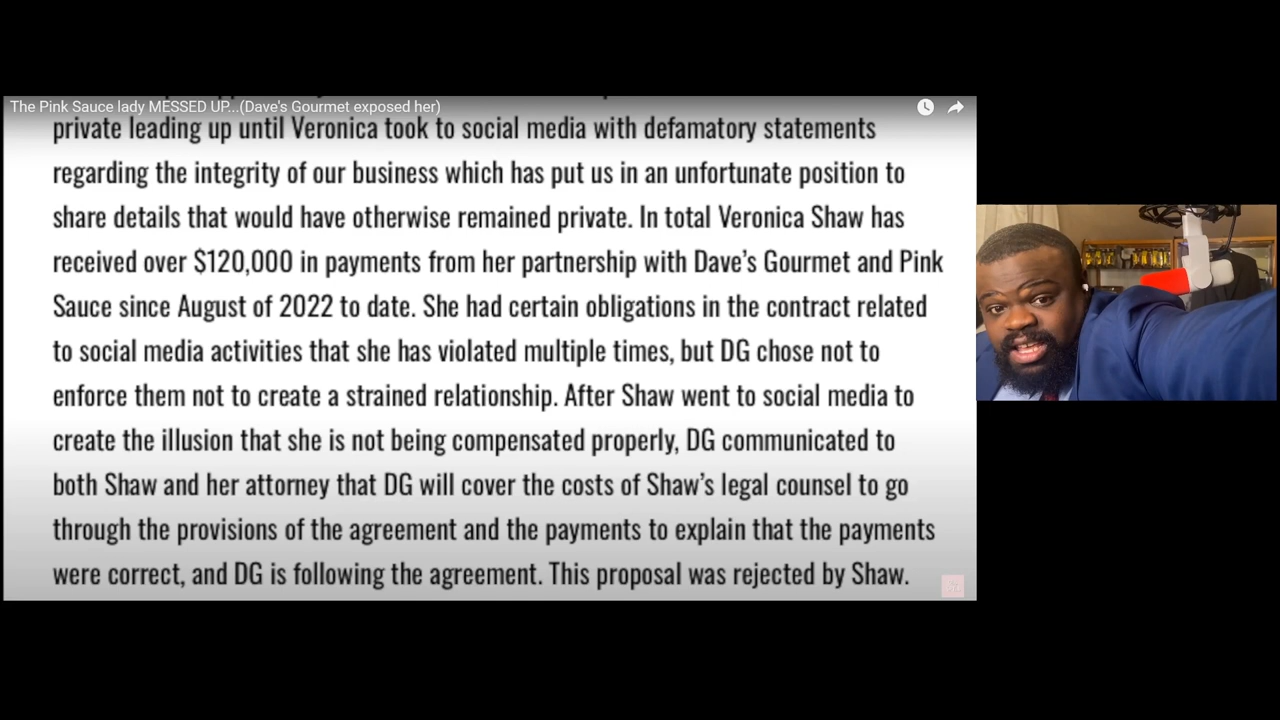 The Pink Sauce lady MESSED UP...(Dave's Gourmet exposed her)
private leading up until Veronica took to social media with defamatory statements
regarding the integrity of our business which has put us in an unfortunate position to
share details that would have otherwise remained private. In total Veronica Shaw has
received over $120,000 in payments from her partnership with Dave’s Gourmet and Pink
Sauce since August of 2022 to date. She had certain obligations in the contract related
to social media activities that she has violated multiple times, but DG chose not to
enforce them not to create a strained relationship. After Shaw went to social media to
create the illusion that she is not being compensated properly, DG communicated to
both Shaw and her attorney that DG will cover the costs of Shaw’s legal counsel to go
through the provisions of the agreement and the payments to explain that the payments
were correct, and DG is following the agreement. This proposal was rejected by Shaw.